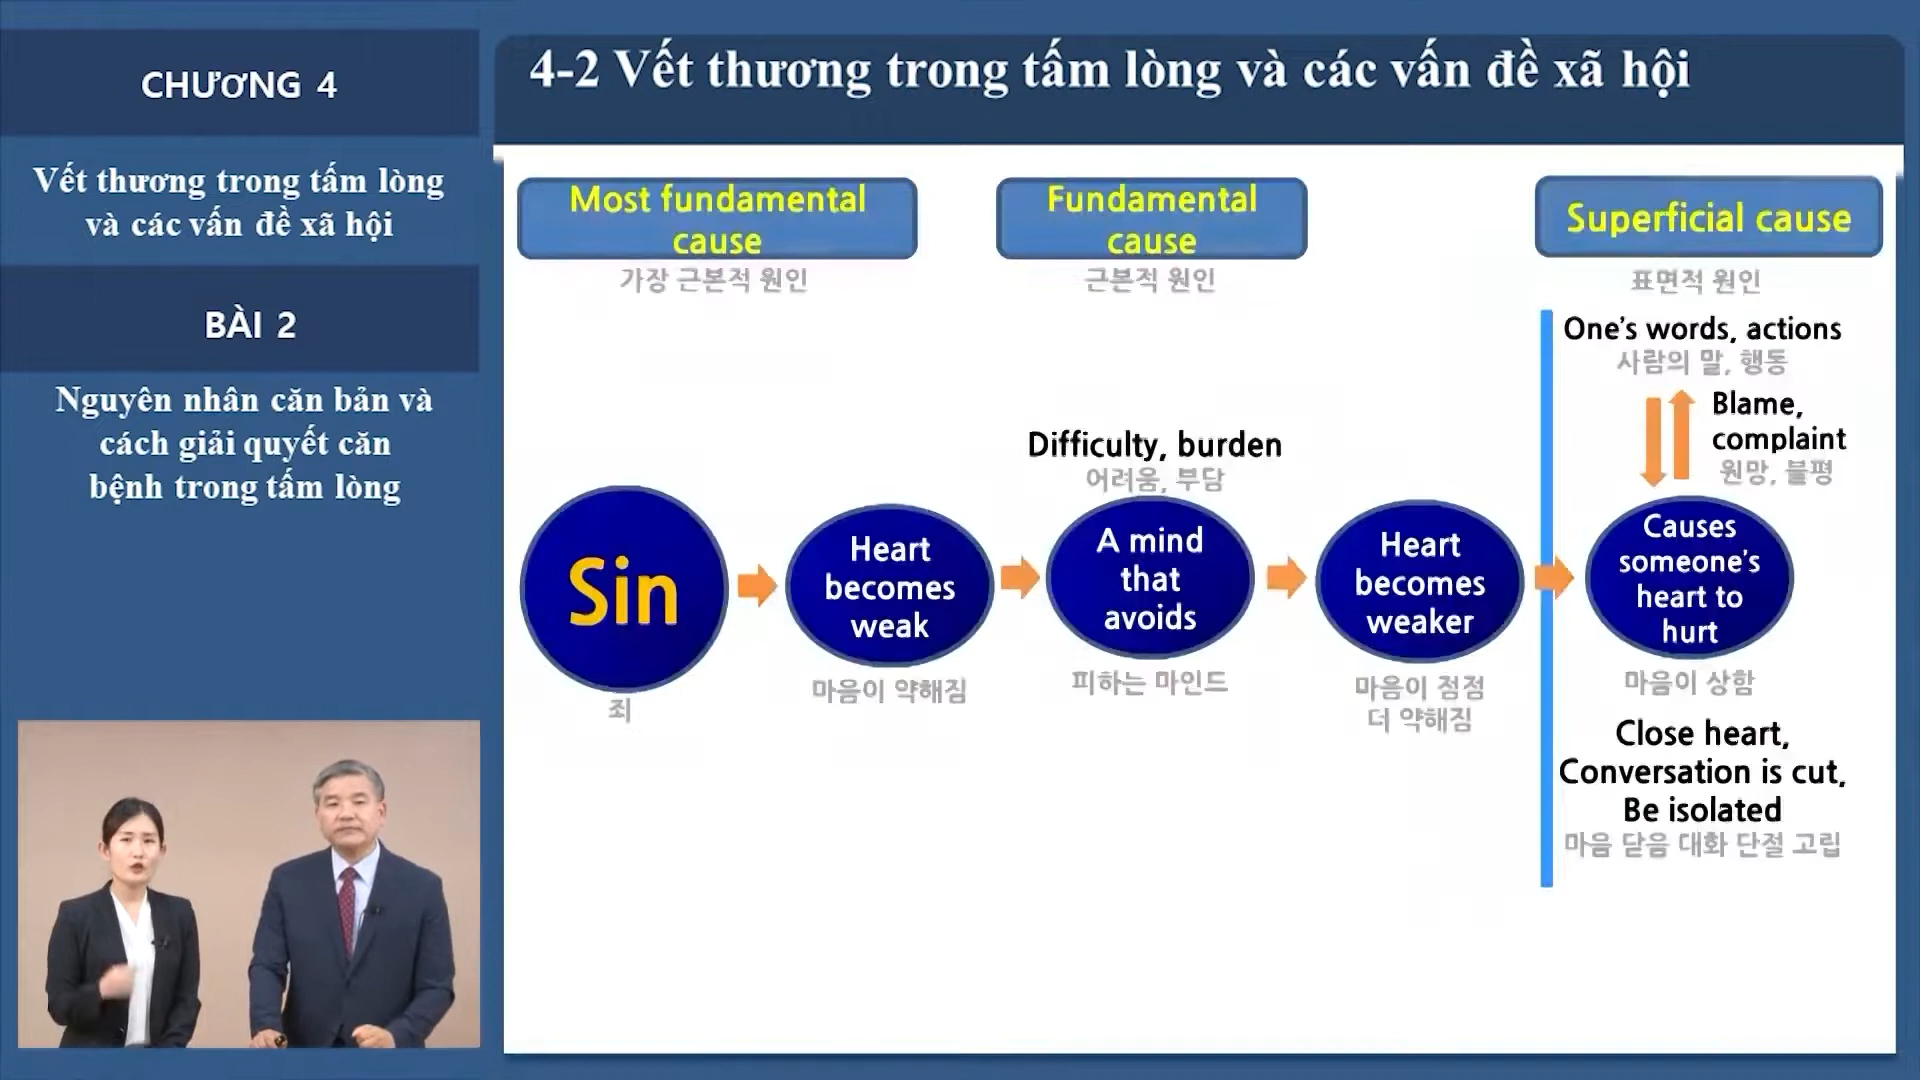 CHƯƠNG 4
Vết thương trong tấm lòng
và các vấn đề xã hội
BÀI 2
Nguyên nhân căn bản và
cách giải quyết căn
bệnh trong tấm lòng
4-2 Vết thương trong tấm lòng và các vấn đề xã hội
Most fundamental
cause
가장 근본적 원인
Fundamental
cause
근본적 원인
Superficial cause
표면적 원인
One's words, actions
사람의 말, 행동
Blame,
complaint
원망, 불평
Difficulty, burden
어려움, 부담
Sin
죄
Heart
becomes
weak
마음이 약해짐
A mind
that
avoids
피하는 마인드
Heart
becomes
weaker
마음이 점점
더 약해짐
Causes
someone's
heart to
hurt
마음이 상함
Close heart,
Conversation is cut,
Be isolated
마음 닫음 대화 단절 고립